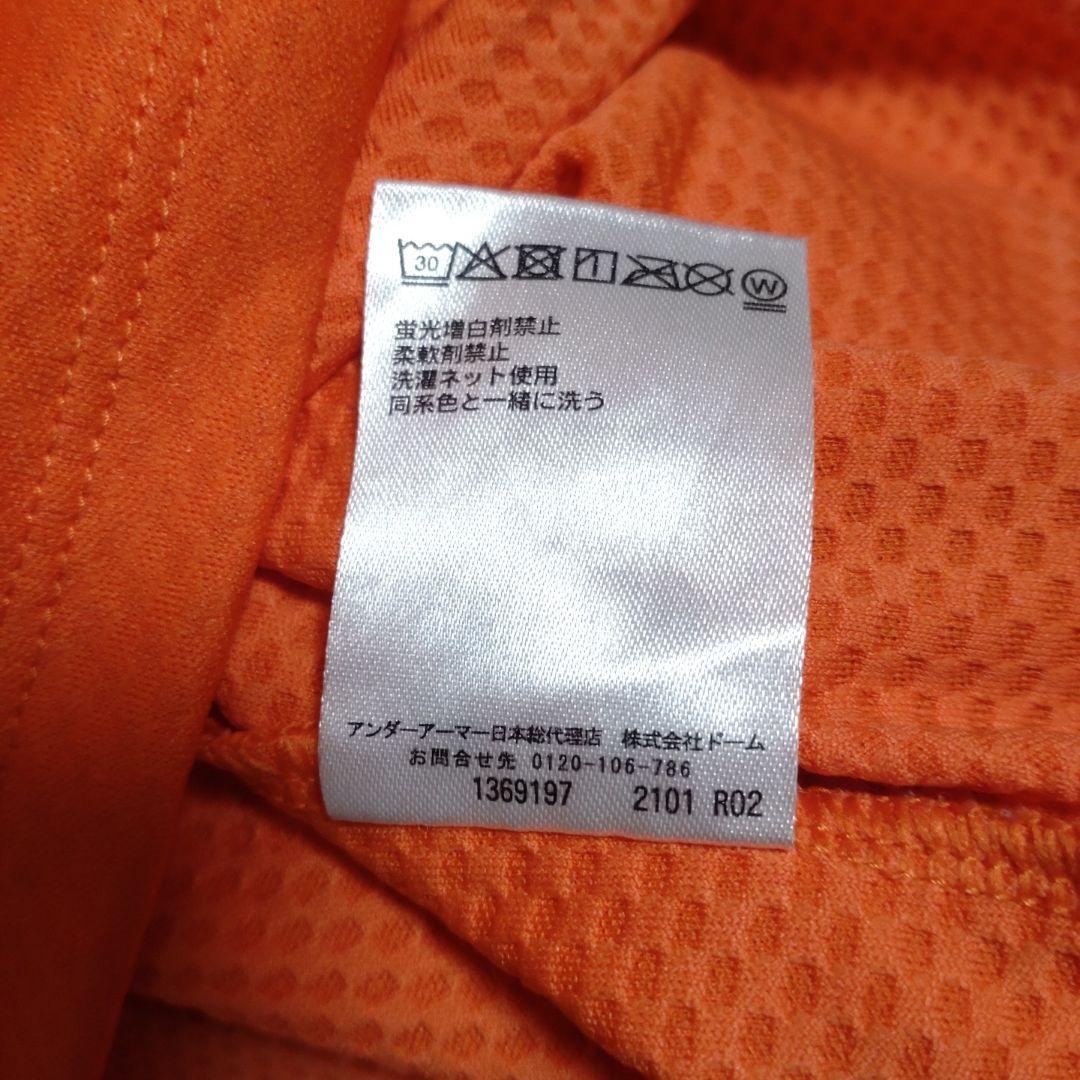 30 W
蛍光増白剤禁止
柔軟剤禁止
洗濯ネット使用
同系色と一緒に洗う
アンダーアーマー日本総代理店 株式会社ドーム
お問合せ先 0120-106-786
1369197 2101 R02